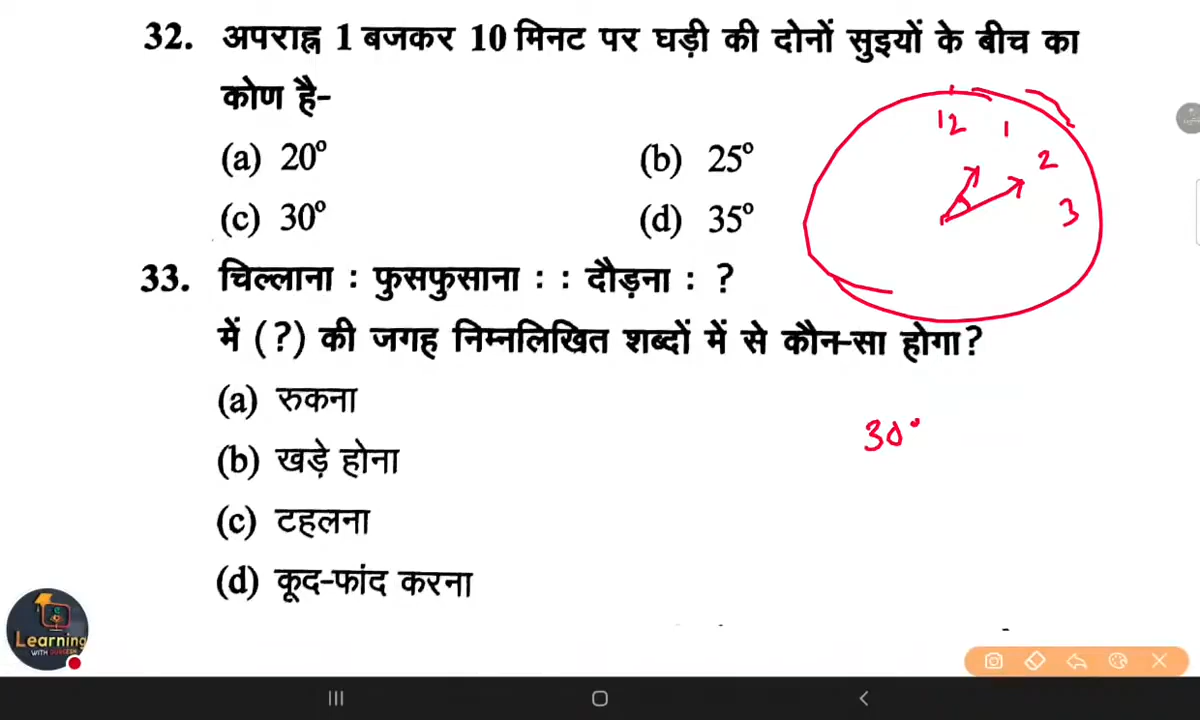 32. अपराह्न 1 बजकर 10 मिनट पर घड़ी की दोनों सुइयों के बीच का
कोण है-
(a) 20° (b) 25°
(c) 30° (d) 35°
12 1
2
3
33. चिल्लाना : फुसफुसाना : : दौड़ना : ?
में (?) की जगह निम्नलिखित शब्दों में से कौन-सा होगा?
(a) रुकना
30°
(b) खड़े होना
(c) टहलना
(d) कूद-फांद करना
Learning